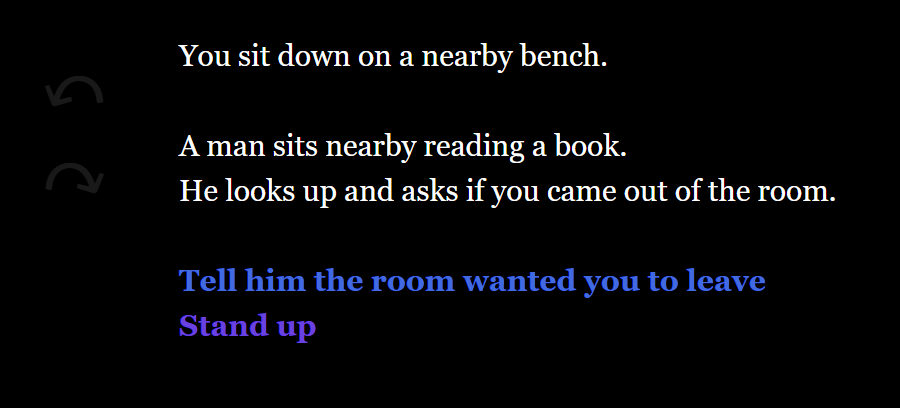 You sit down on a nearby bench.
A man sits nearby reading a book.
He looks up and asks if you came out of the room.
Tell him the room wanted you to leave
Stand up